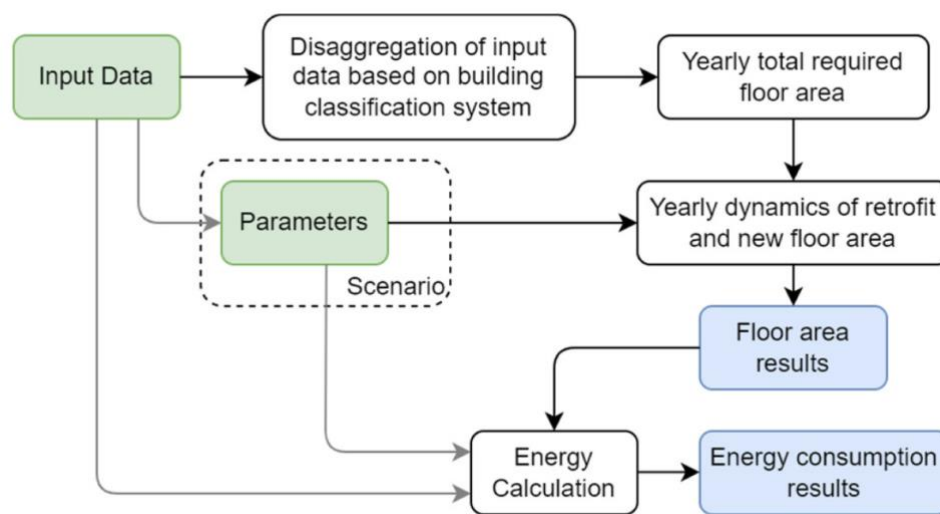 Input Data
Disaggregation of input
data based on building
classification system
Yearly total required
floor area
Parameters
Scenario
Yearly dynamics of retrofit
and new floor area
Floor area
results
Energy
Calculation
Energy consumption
results